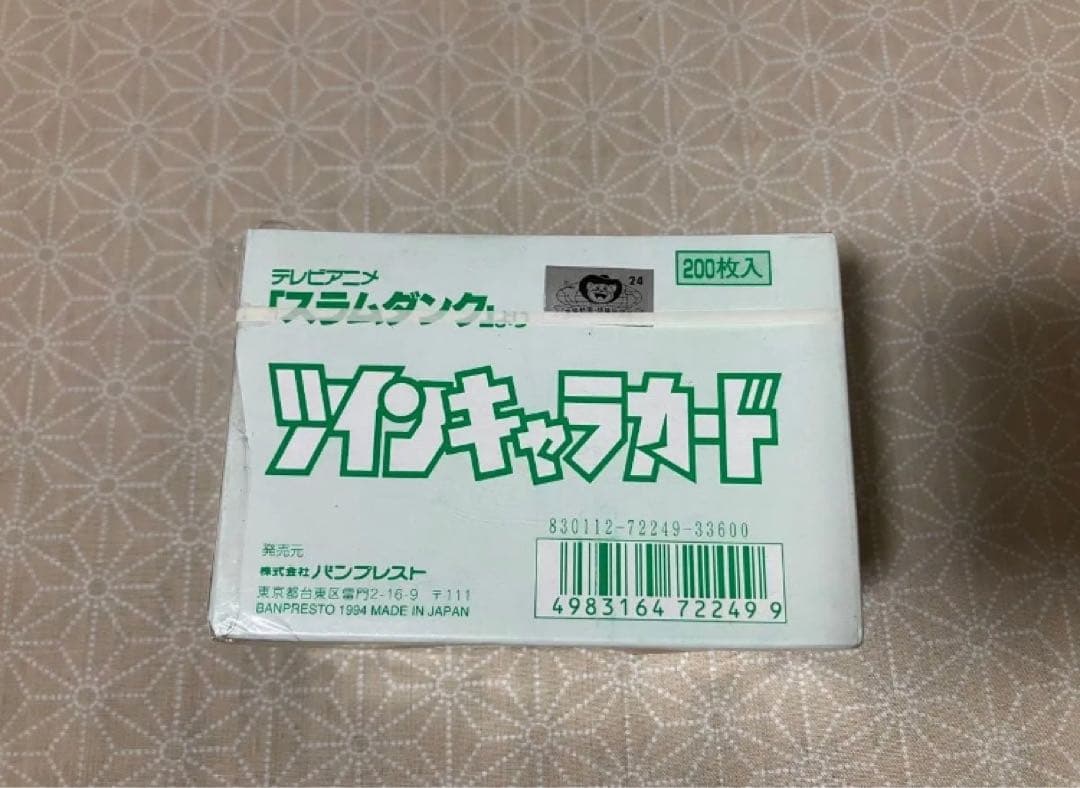 テレビアニメ
「スラムダンク」より
24
200枚入
ツインキャラカード
830112-72249-33600
4983164722499
発売元
株式会社 バンプレスト
東京都台東区雷門2-16-9 〒111
BANPRESTO 1994 MADE IN JAPAN